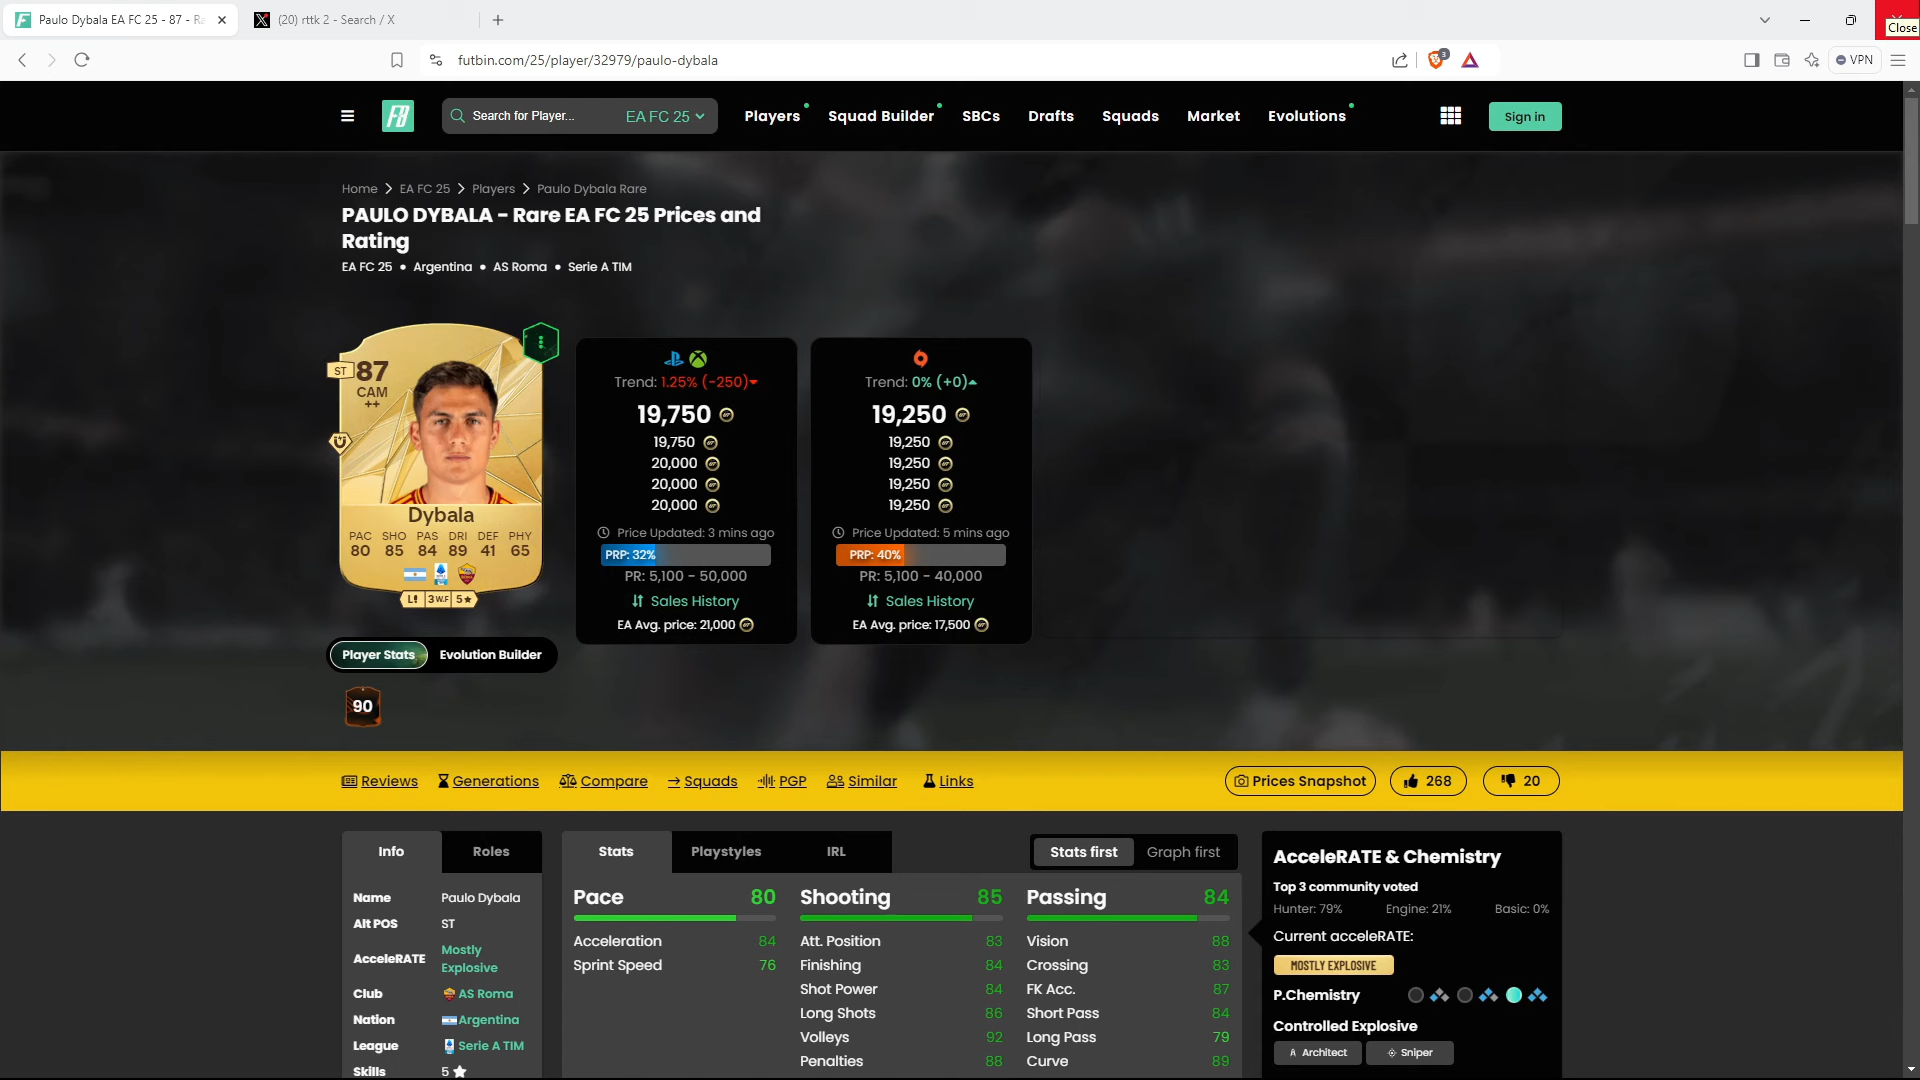 Paulo Dybala EA FC 25 - 87 - Ra
(20) rttk 2 - Search / X
Close
futbin.com/25/player/32979/paulo-dybala
3
VPN
Search for Player...
EA FC 25
Players
Squad Builder
SBCs
Drafts
Squads
Market
Evolutions
Sign in
Home > EA FC 25 > Players > Paulo Dybala Rare
PAULO DYBALA - Rare EA FC 25 Prices and
Rating
EA FC 25 • Argentina • AS Roma • Serie A TIM
ST
87
CAM
++
Dybala
PAC SHO PAS DRI DEF PHY
80 85 84 89 41 65
3 W.F
5★
Trend: 1.25% (-250)
19,750
19,750
20,000
20,000
20,000
Price Updated: 3 mins ago
PRP: 32%
PR: 5,100 - 50,000
Sales History
EA Avg. price: 21,000
Trend: 0% (+0)
19,250
19,250
19,250
19,250
19,250
Price Updated: 5 mins ago
PRP: 40%
PR: 5,100 - 40,000
Sales History
EA Avg. price: 17,500
Player Stats
Evolution Builder
90
Reviews
Generations
Compare
Squads
PGP
Similar
Links
Prices Snapshot
268
20
Info
Roles
Name Paulo Dybala
Alt POS ST
AcceleRATE Mostly
Explosive
Club AS Roma
Nation Argentina
League Serie A TIM
Skills 5 ★
Stats
Playstyles
IRL
Stats first
Graph first
Pace 80
Acceleration 84
Sprint Speed 76
Shooting 85
Att. Position 83
Finishing 84
Shot Power 84
Long Shots 86
Volleys 92
Penalties 88
Passing 84
Vision 88
Crossing 83
FK Acc. 87
Short Pass 84
Long Pass 79
Curve 89
AcceleRATE & Chemistry
Top 3 community voted
Hunter: 79% Engine: 21% Basic: 0%
Current acceleRATE:
MOSTLY EXPLOSIVE
P.Chemistry
Controlled Explosive
Architect
Sniper